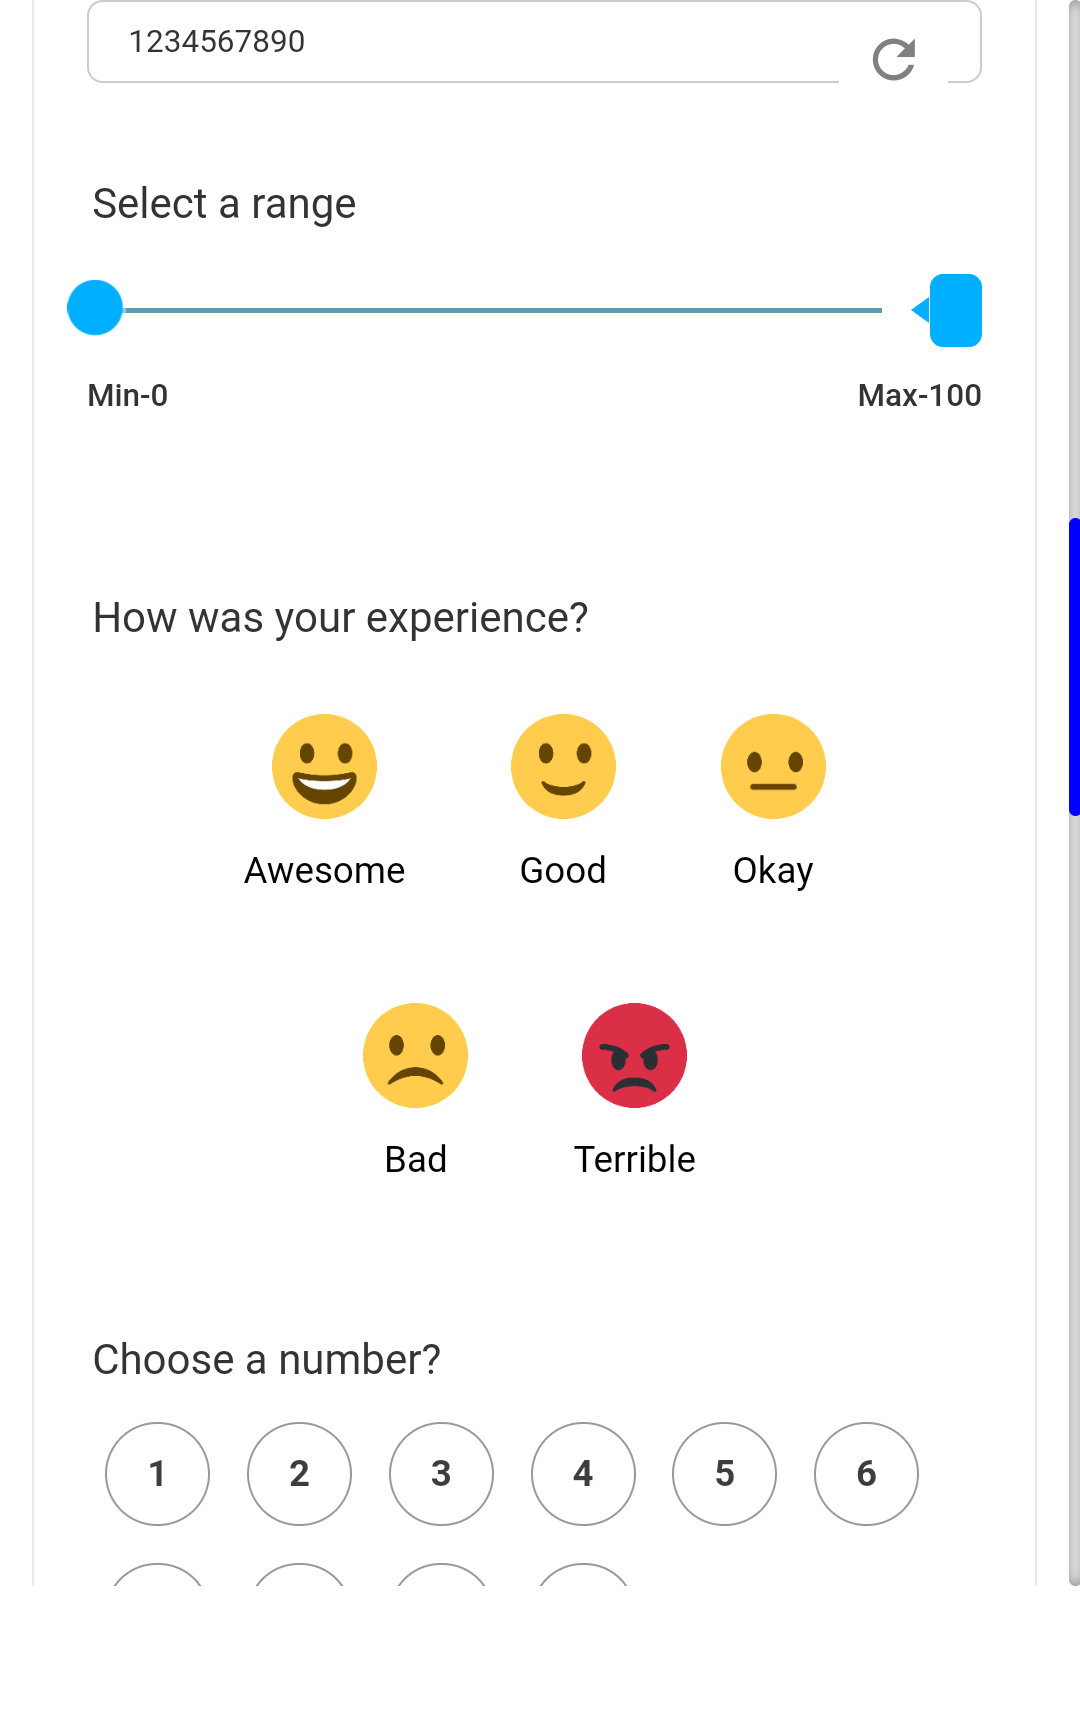 1234567890
Select a range
Min-0 Max-100
How was your experience?
Awesome Good Okay
Bad Terrible
Choose a number?
1 2 3 4 5 6